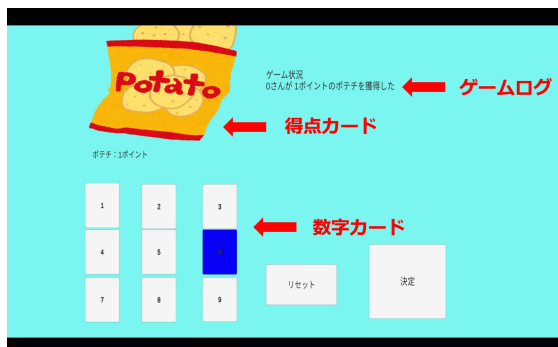 Potato
ゲーム状況
0さんが 1ポイントのポテチを獲得した
ゲームログ
得点カード
ポテチ：1ポイント
1 2 3
数字カード
4 5
リセット
決定
7 8 9